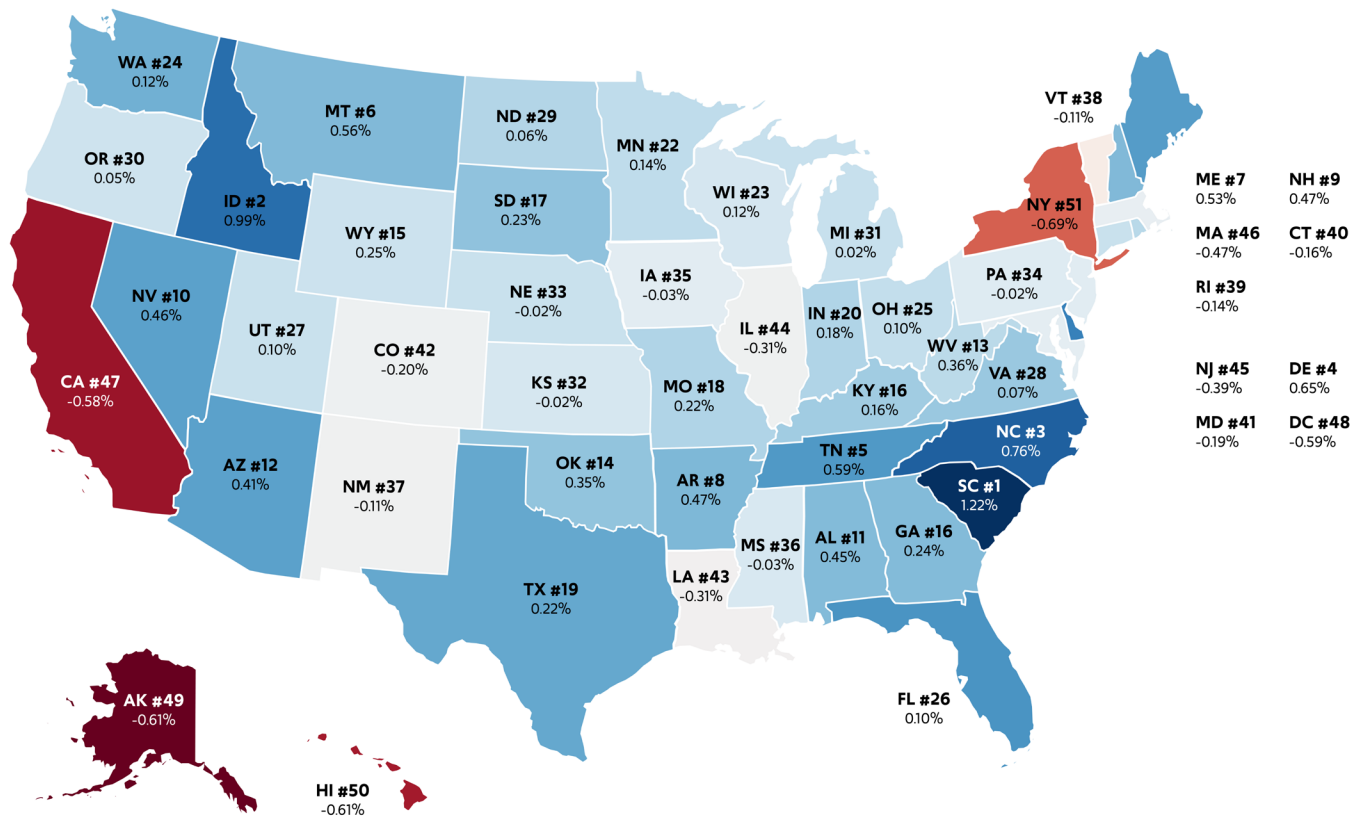 WA #24
0.12%
OR #30
0.05%
CA #47
-0.58%
ID #2
0.99%
NV #10
0.46%
MT #6
0.56%
WY #15
0.25%
UT #27
0.10%
CO #42
-0.20%
AZ #12
0.41%
NM #37
-0.11%
ND #29
0.06%
SD #17
0.23%
NE #33
-0.02%
KS #32
-0.02%
OK #14
0.35%
TX #19
0.22%
MN #22
0.14%
IA #35
-0.03%
MO #18
0.22%
AR #8
0.47%
LA #43
-0.31%
WI #23
0.12%
IL #44
-0.31%
MI #31
0.02%
IN #20
0.18%
OH #25
0.10%
KY #16
0.16%
TN #5
0.59%
MS #36
-0.03%
AL #11
0.45%
GA #16
0.24%
FL #26
0.10%
SC #1
1.22%
NC #3
0.76%
VA #28
0.07%
WV #13
0.36%
PA #34
-0.02%
NY #51
-0.69%
VT #38
-0.11%
ME #7
0.53%
NH #9
0.47%
MA #46
-0.47%
CT #40
-0.16%
RI #39
-0.14%
NJ #45
-0.39%
DE #4
0.65%
MD #41
-0.19%
DC #48
-0.59%
AK #49
-0.61%
HI #50
-0.61%